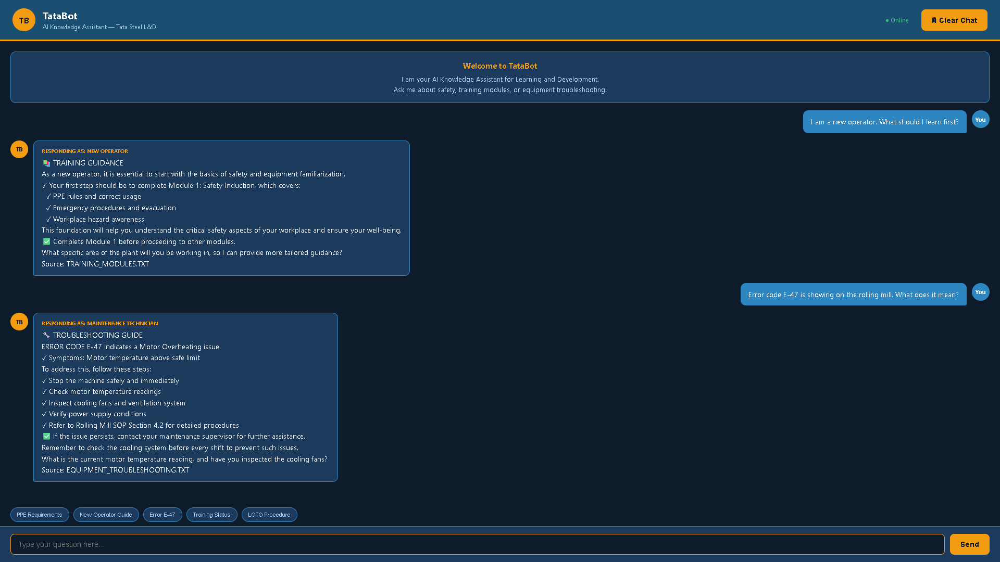 TB
TataBot
AI Knowledge Assistant — Tata Steel L&D
● Online
Clear Chat
Welcome to TataBot
I am your AI Knowledge Assistant for Learning and Development.
Ask me about safety, training modules, or equipment troubleshooting.
I am a new operator. What should I learn first?
You
TB
RESPONDING AS: NEW OPERATOR
📚 TRAINING GUIDANCE
As a new operator, it is essential to start with the basics of safety and equipment familiarization.
✓ Your first step should be to complete Module 1: Safety Induction, which covers:
✓ PPE rules and correct usage
✓ Emergency procedures and evacuation
✓ Workplace hazard awareness
This foundation will help you understand the critical safety aspects of your workplace and ensure your well-being.
✅ Complete Module 1 before proceeding to other modules.
What specific area of the plant will you be working in, so I can provide more tailored guidance?
Source: TRAINING_MODULES.TXT
Error code E-47 is showing on the rolling mill. What does it mean?
You
TB
RESPONDING AS: MAINTENANCE TECHNICIAN
🔧 TROUBLESHOOTING GUIDE
ERROR CODE E-47 indicates a Motor Overheating issue.
✓ Symptoms: Motor temperature above safe limit
To address this, follow these steps:
✓ Stop the machine safely and immediately
✓ Check motor temperature readings
✓ Inspect cooling fans and ventilation system
✓ Verify power supply conditions
✓ Refer to Rolling Mill SOP Section 4.2 for detailed procedures
✅ If the issue persists, contact your maintenance supervisor for further assistance.
Remember to check the cooling system before every shift to prevent such issues.
What is the current motor temperature reading, and have you inspected the cooling fans?
Source: EQUIPMENT_TROUBLESHOOTING.TXT
PPE Requirements
New Operator Guide
Error E-47
Training Status
LOTO Procedure
Type your question here...
Send